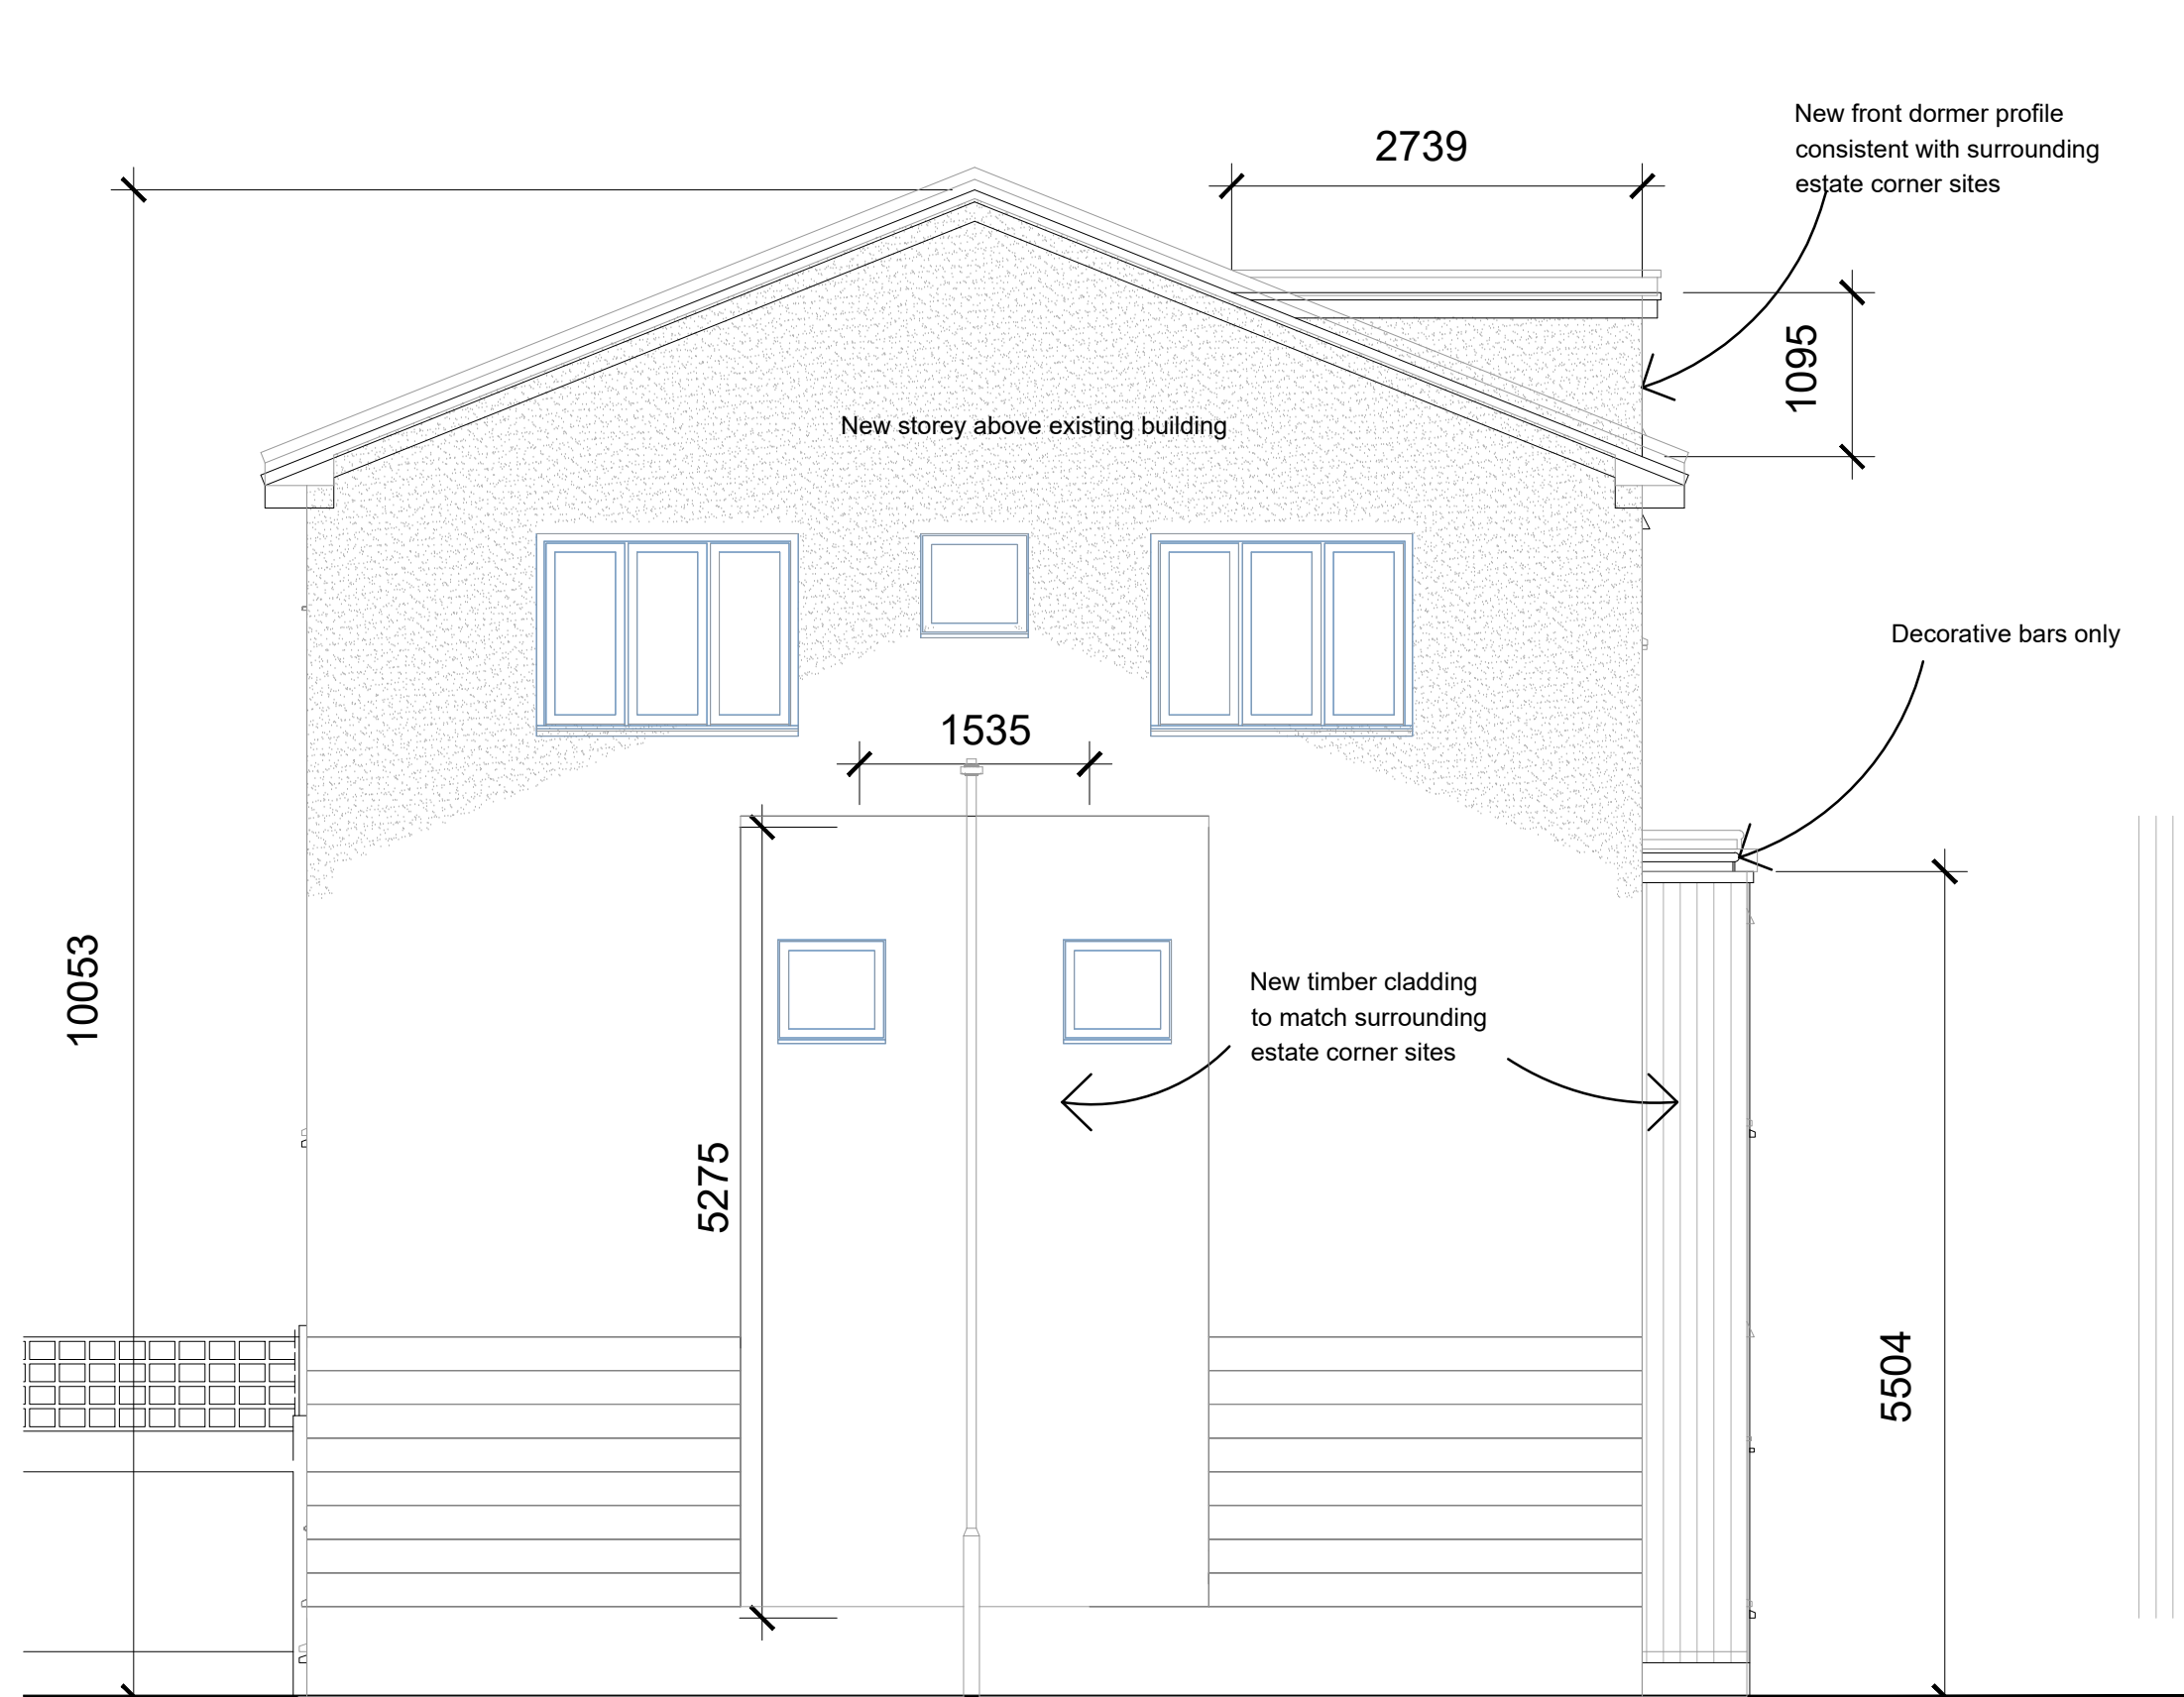 2739
New front dormer profile
consistent with surrounding
estate corner sites
1095
New storey above existing building
Decorative bars only
1535
10053
New timber cladding
to match surrounding
estate corner sites
5275
5504